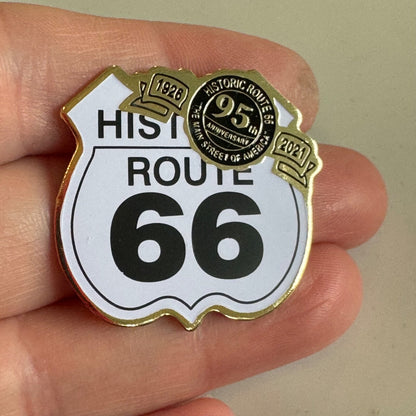 1926
HISTORIC ROUTE 66
95th
ANNIVERSARY
THE MAIN STREET OF AMERICA
2021
HIST
ROUTE
66